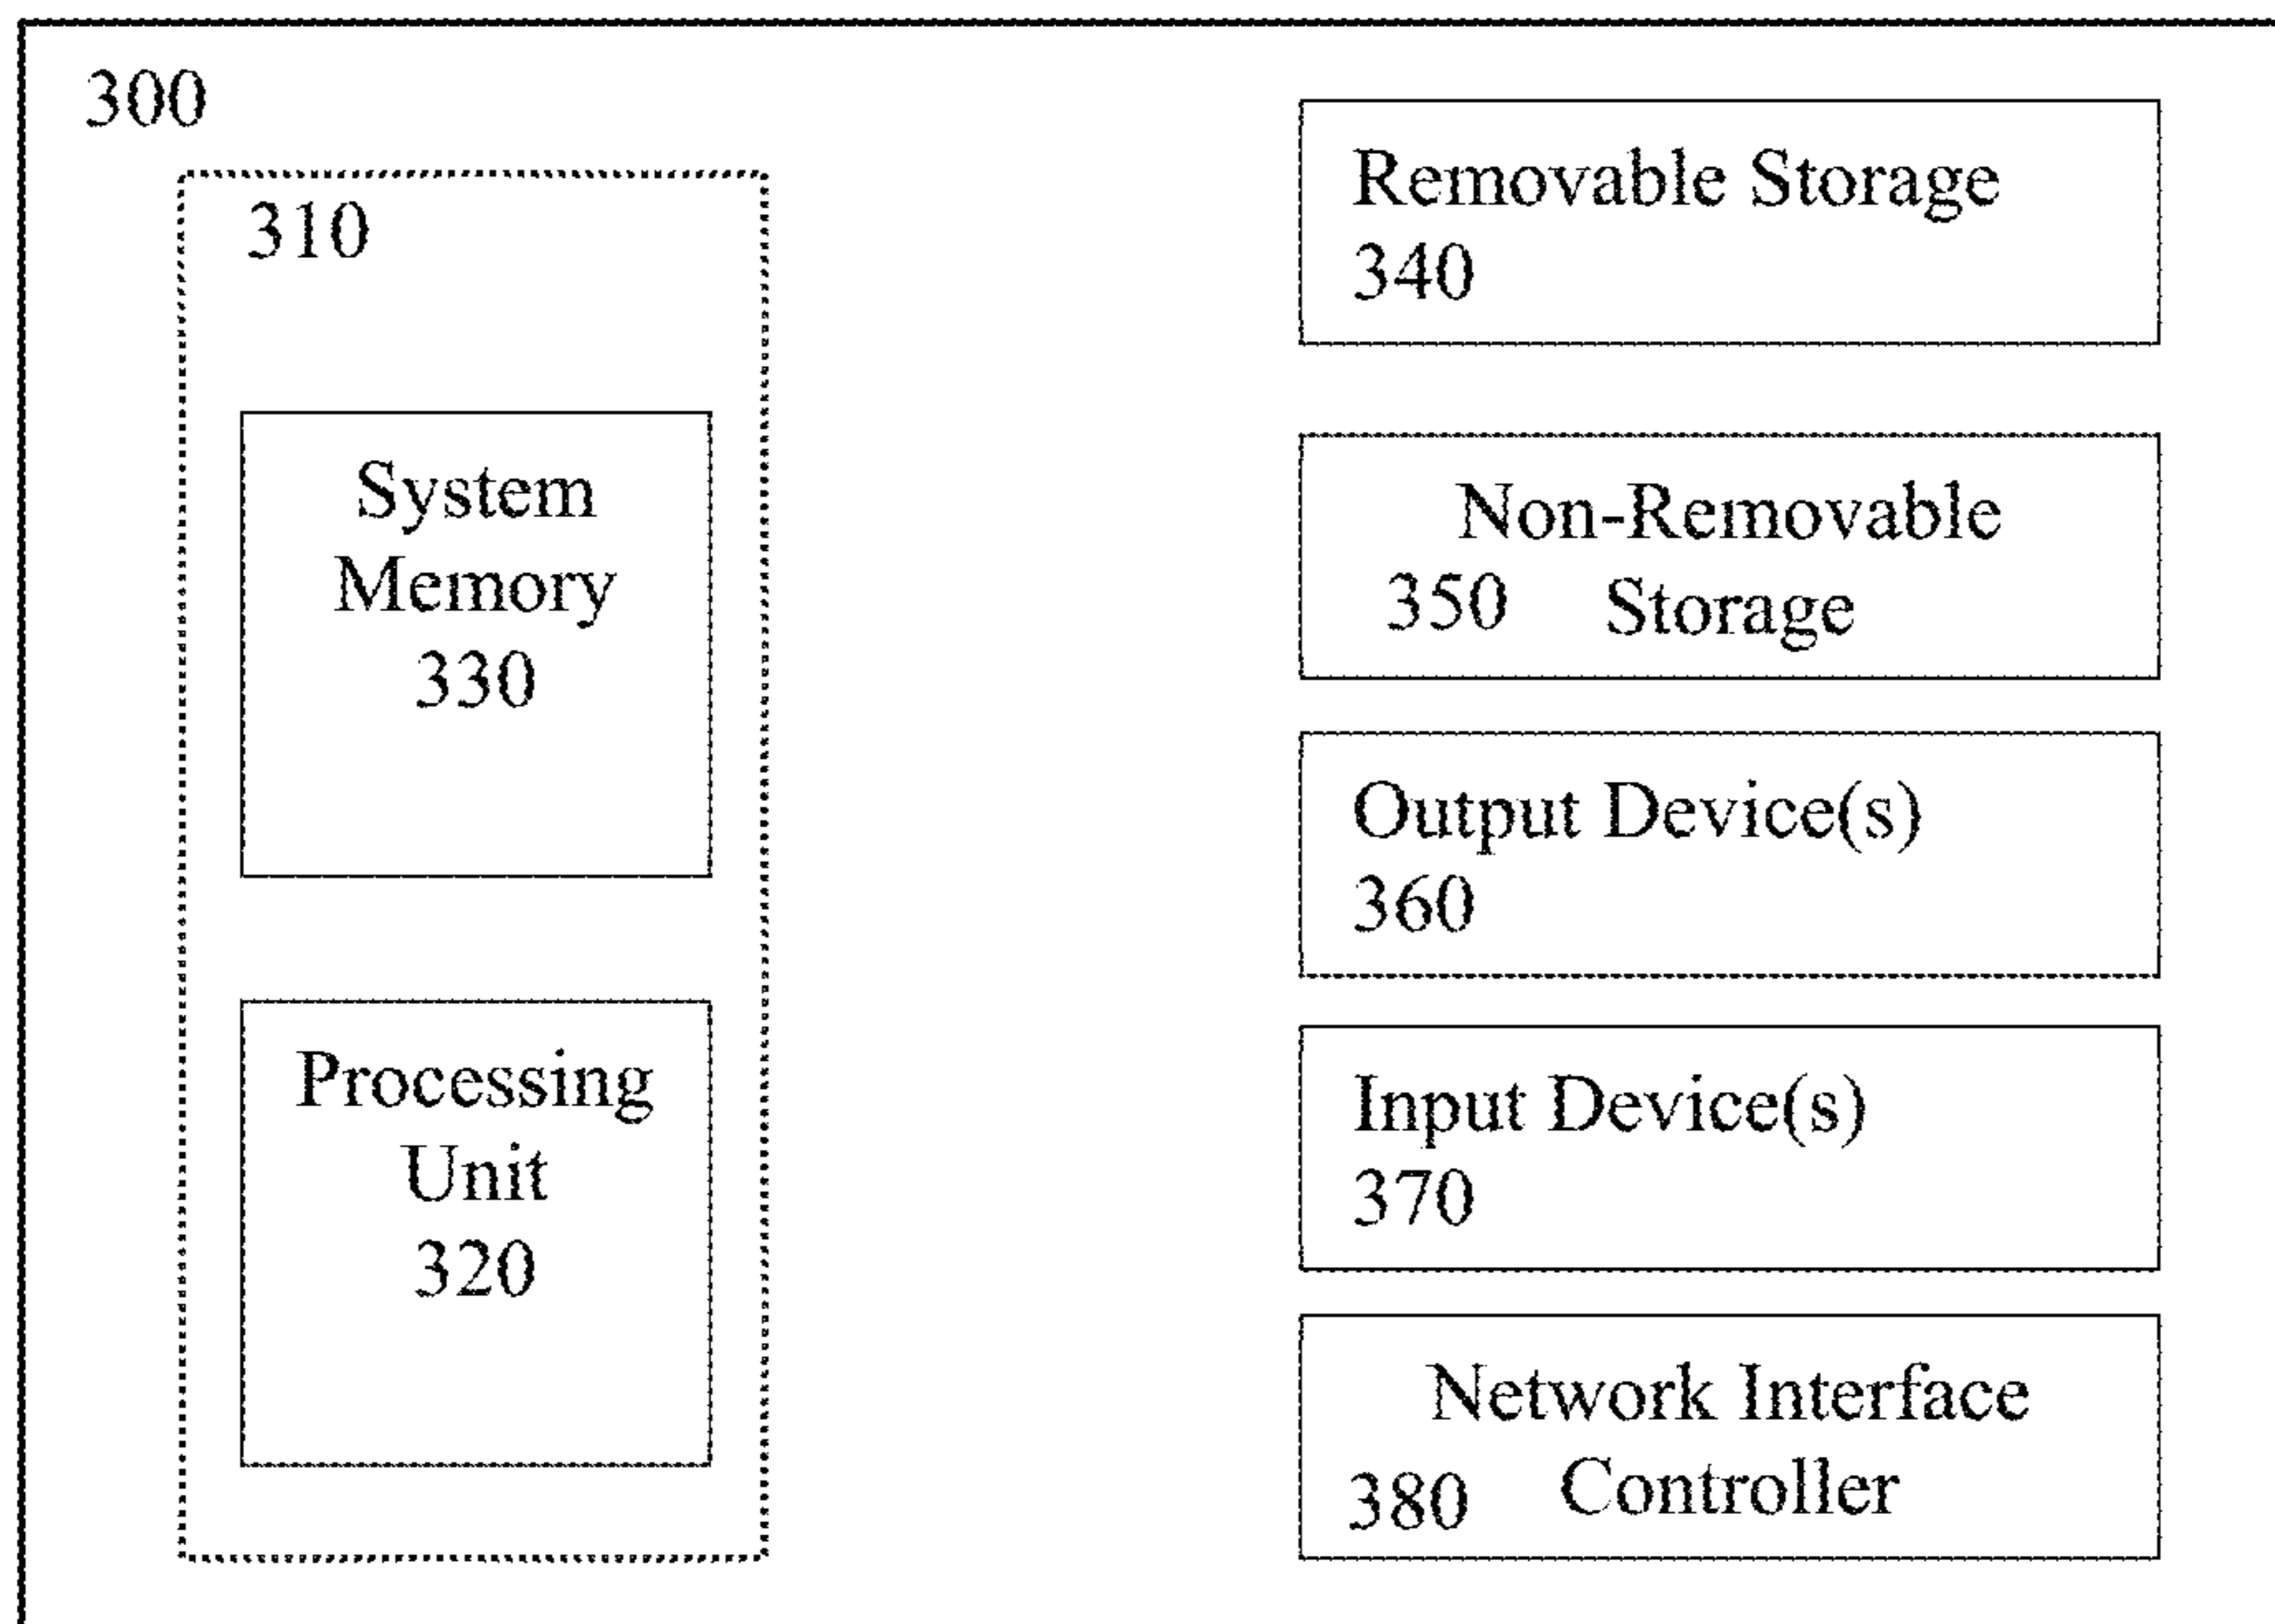 300
310
System
Memory
330
Processing
Unit
320
Removable Storage
340
Non-Removable
350 Storage
Output Device(s)
360
Input Device(s)
370
Network Interface
380 Controller